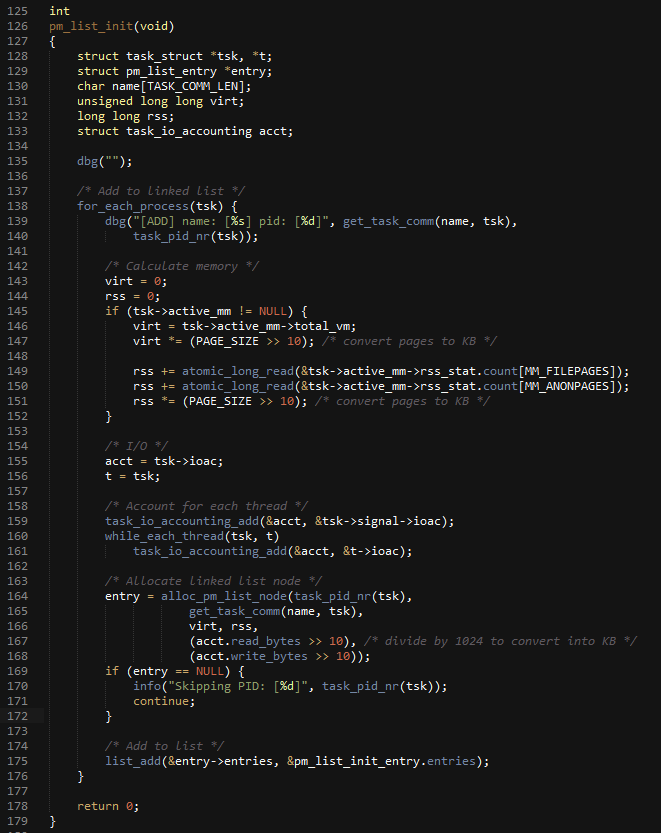 125 int
126 pm_list_init(void)
127 {
128     struct task_struct *tsk, *t;
129     struct pm_list_entry *entry;
130     char name[TASK_COMM_LEN];
131     unsigned long long virt;
132     long long rss;
133     struct task_io_accounting acct;
134
135     dbg("");
136
137     /* Add to linked list */
138     for_each_process(tsk) {
139         dbg("[ADD] name: [%s] pid: [%d]", get_task_comm(name, tsk),
140             task_pid_nr(tsk));
141
142         /* Calculate memory */
143         virt = 0;
144         rss = 0;
145         if (tsk->active_mm != NULL) {
146             virt = tsk->active_mm->total_vm;
147             virt *= (PAGE_SIZE >> 10); /* convert pages to KB */
148
149             rss += atomic_long_read(&tsk->active_mm->rss_stat.count[MM_FILEPAGES]);
150             rss += atomic_long_read(&tsk->active_mm->rss_stat.count[MM_ANONPAGES]);
151             rss *= (PAGE_SIZE >> 10); /* convert pages to KB */
152         }
153
154         /* I/O */
155         acct = tsk->ioac;
156         t = tsk;
157
158         /* Account for each thread */
159         task_io_accounting_add(&acct, &tsk->signal->ioac);
160         while_each_thread(tsk, t)
161             task_io_accounting_add(&acct, &t->ioac);
162
163         /* Allocate linked list node */
164         entry = alloc_pm_list_node(task_pid_nr(tsk),
165                     get_task_comm(name, tsk),
166                     virt, rss,
167                     (acct.read_bytes >> 10), /* divide by 1024 to convert into KB */
168                     (acct.write_bytes >> 10));
169         if (entry == NULL) {
170             info("Skipping PID: [%d]", task_pid_nr(tsk));
171             continue;
172         }
173
174         /* Add to list */
175         list_add(&entry->entries, &pm_list_init_entry.entries);
176     }
177
178     return 0;
179 }